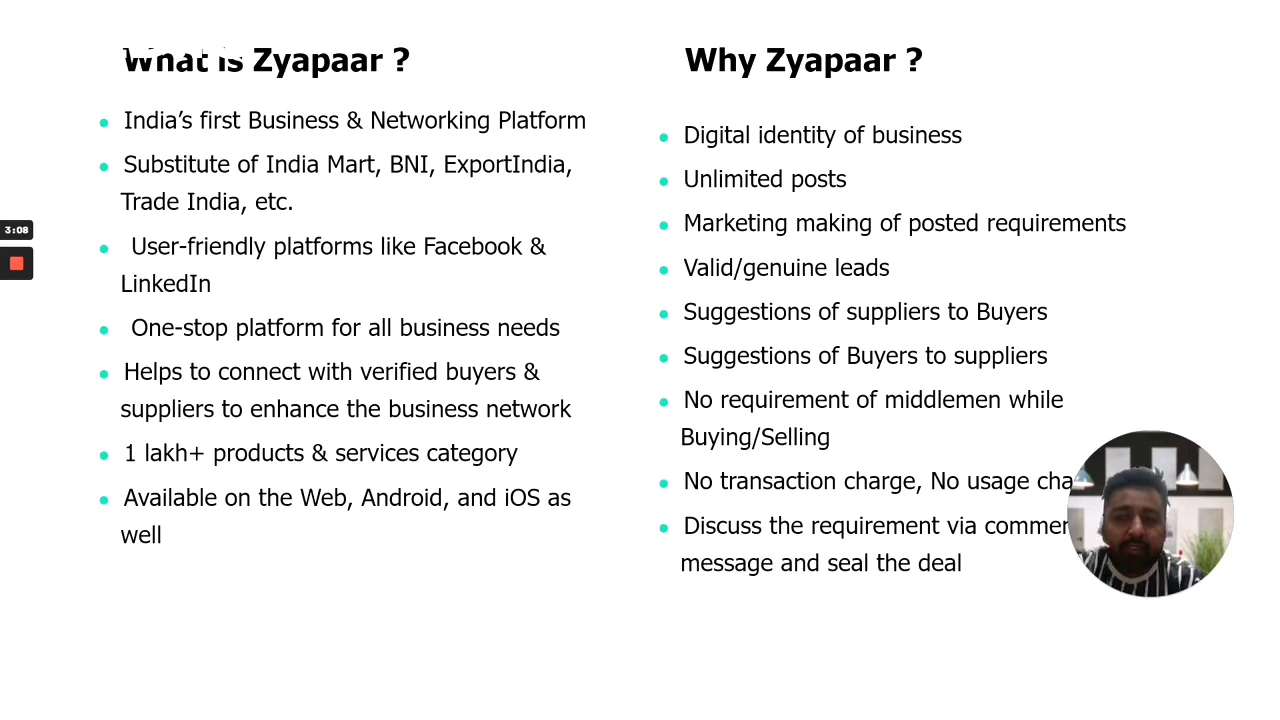 What is Zyapaar ?
India’s first Business & Networking Platform
Substitute of India Mart, BNI, ExportIndia,
Trade India, etc.
User-friendly platforms like Facebook &
LinkedIn
One-stop platform for all business needs
Helps to connect with verified buyers &
suppliers to enhance the business network
1 lakh+ products & services category
Available on the Web, Android, and iOS as
well
Why Zyapaar ?
Digital identity of business
Unlimited posts
Marketing making of posted requirements
Valid/genuine leads
Suggestions of suppliers to Buyers
Suggestions of Buyers to suppliers
No requirement of middlemen while
Buying/Selling
No transaction charge, No usage
Discuss the requirement via
message and seal the deal
3:08